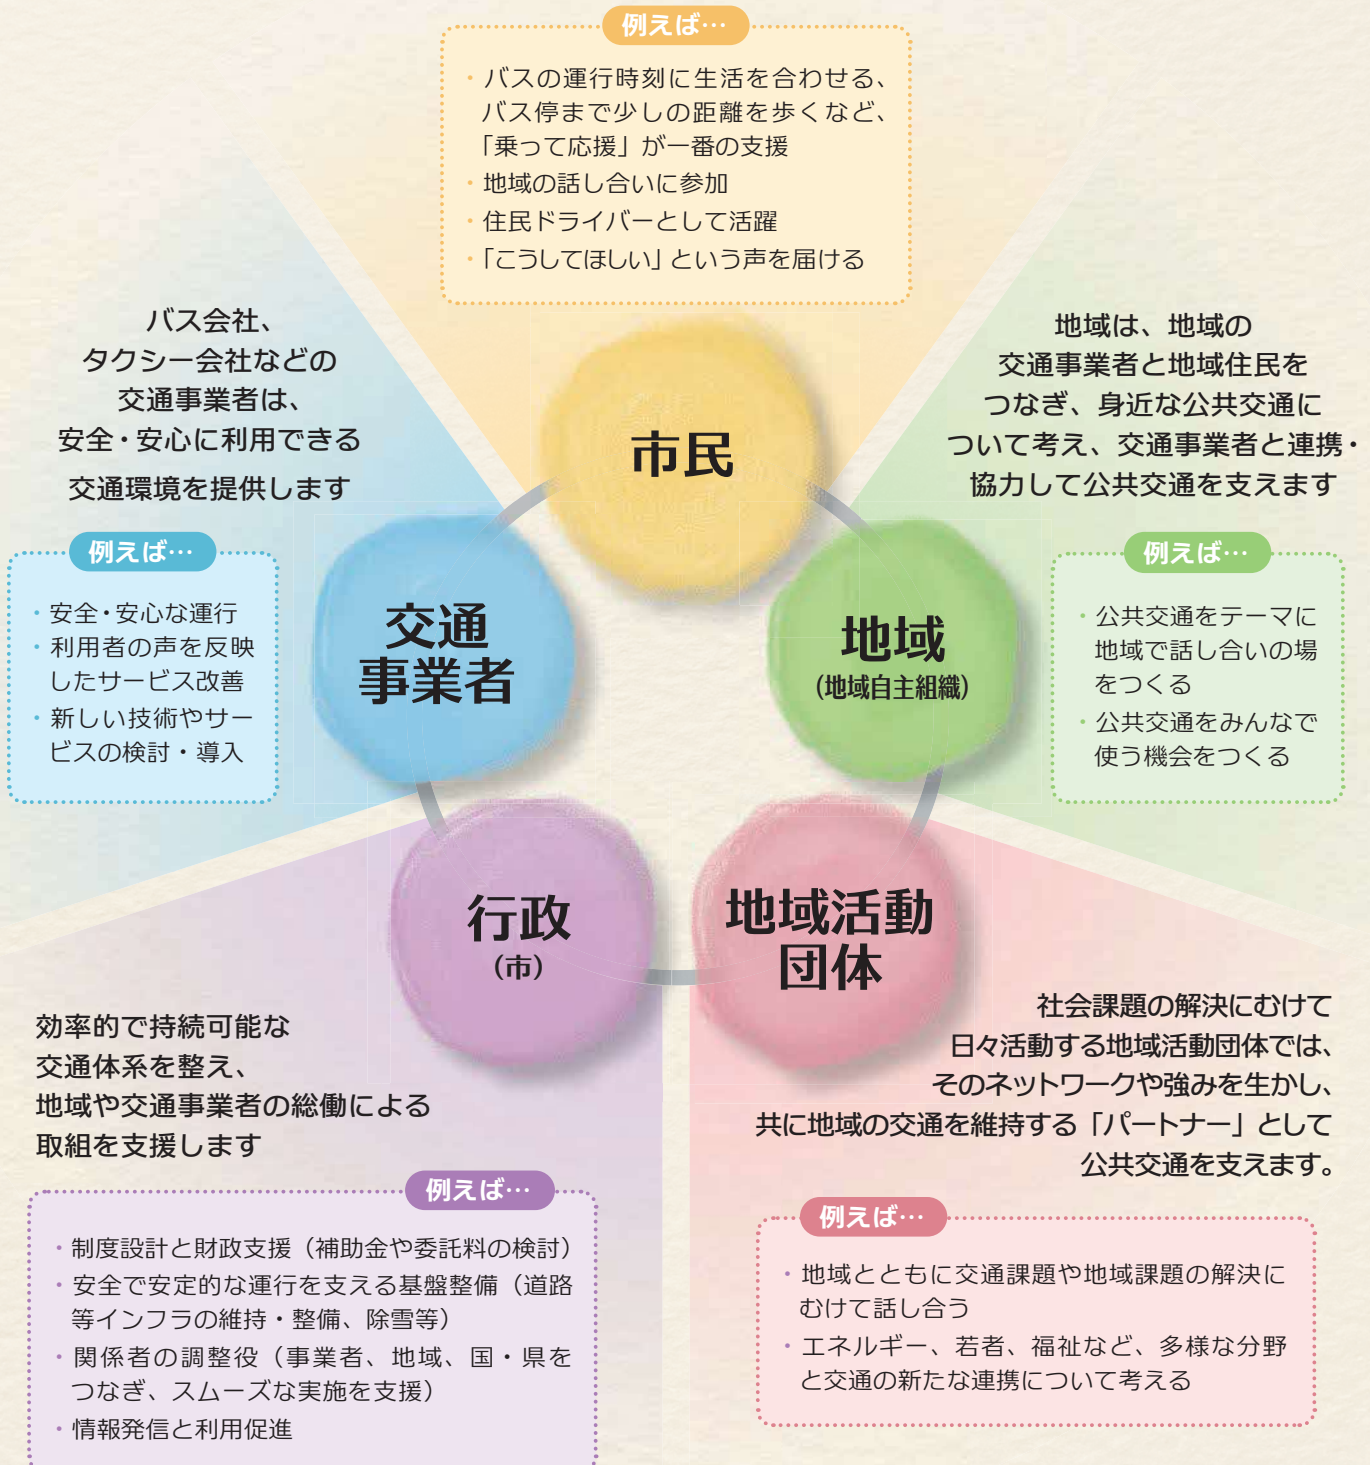 例えば…
・バスの運行時刻に生活を合わせる、
バス停まで少しの距離を歩くなど、
「乗って応援」が一番の支援
・地域の話し合いに参加
・住民ドライバーとして活躍
・「こうしてほしい」という声を届ける
市民
バス会社、
タクシー会社などの
交通事業者は、
安全・安心に利用できる
交通環境を提供します
例えば…
・安全・安心な運行
・利用者の声を反映
したサービス改善
・新しい技術やサー
ビスの検討・導入
交通
事業者
地域は、地域の
交通事業者と地域住民を
つなぎ、身近な公共交通に
ついて考え、交通事業者と連携・
協力して公共交通を支えます
例えば…
・公共交通をテーマに
地域で話し合いの場
をつくる
・公共交通をみんなで
使う機会をつくる
地域
（地域自主組織）
行政
（市）
効率的で持続可能な
交通体系を整え、
地域や交通事業者の総働による
取組を支援します
例えば…
・制度設計と財政支援（補助金や委託料の検討）
・安全で安定的な運行を支える基盤整備（道路
等インフラの維持・整備、除雪等）
・関係者の調整役（事業者、地域、国・県を
つなぎ、スムーズな実施を支援）
・情報発信と利用促進
地域活動
団体
社会課題の解決にむけて
日々活動する地域活動団体では、
そのネットワークや強みを生かし、
共に地域の交通を維持する「パートナー」として
公共交通を支えます。
例えば…
・地域とともに交通課題や地域課題の解決に
むけて話し合う
・エネルギー、若者、福祉など、多様な分野
と交通の新たな連携について考える